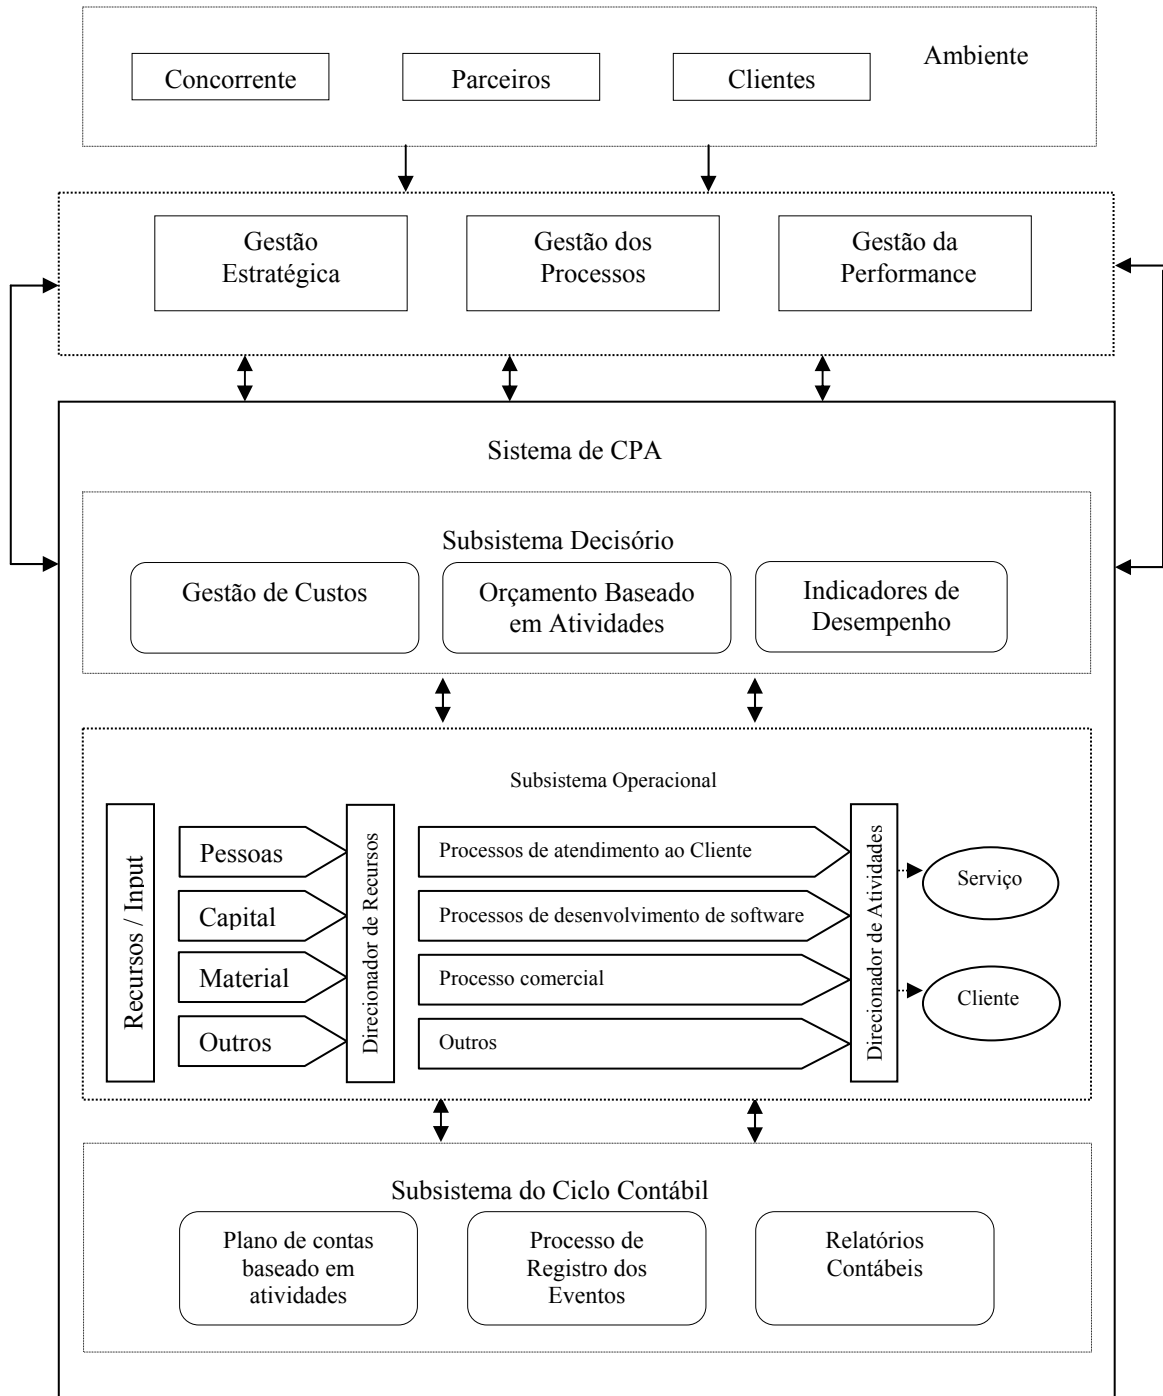 Ambiente
Concorrente
Parceiros
Clientes
Gestão
Estratégica
Gestão dos
Processos
Gestão da
Performance
Sistema de CPA
Subsistema Decisório
Gestão de Custos
Orçamento Baseado
em Atividades
Indicadores de
Desempenho
Subsistema Operacional
Recursos / Input
Pessoas
Capital
Material
Outros
Direcionador de Recursos
Processos de atendimento ao Cliente
Processos de desenvolvimento de software
Processo comercial
Outros
Direcionador de Atividades
Serviço
Cliente
Subsistema do Ciclo Contábil
Plano de contas
baseado em
atividades
Processo de
Registro dos
Eventos
Relatórios
Contábeis